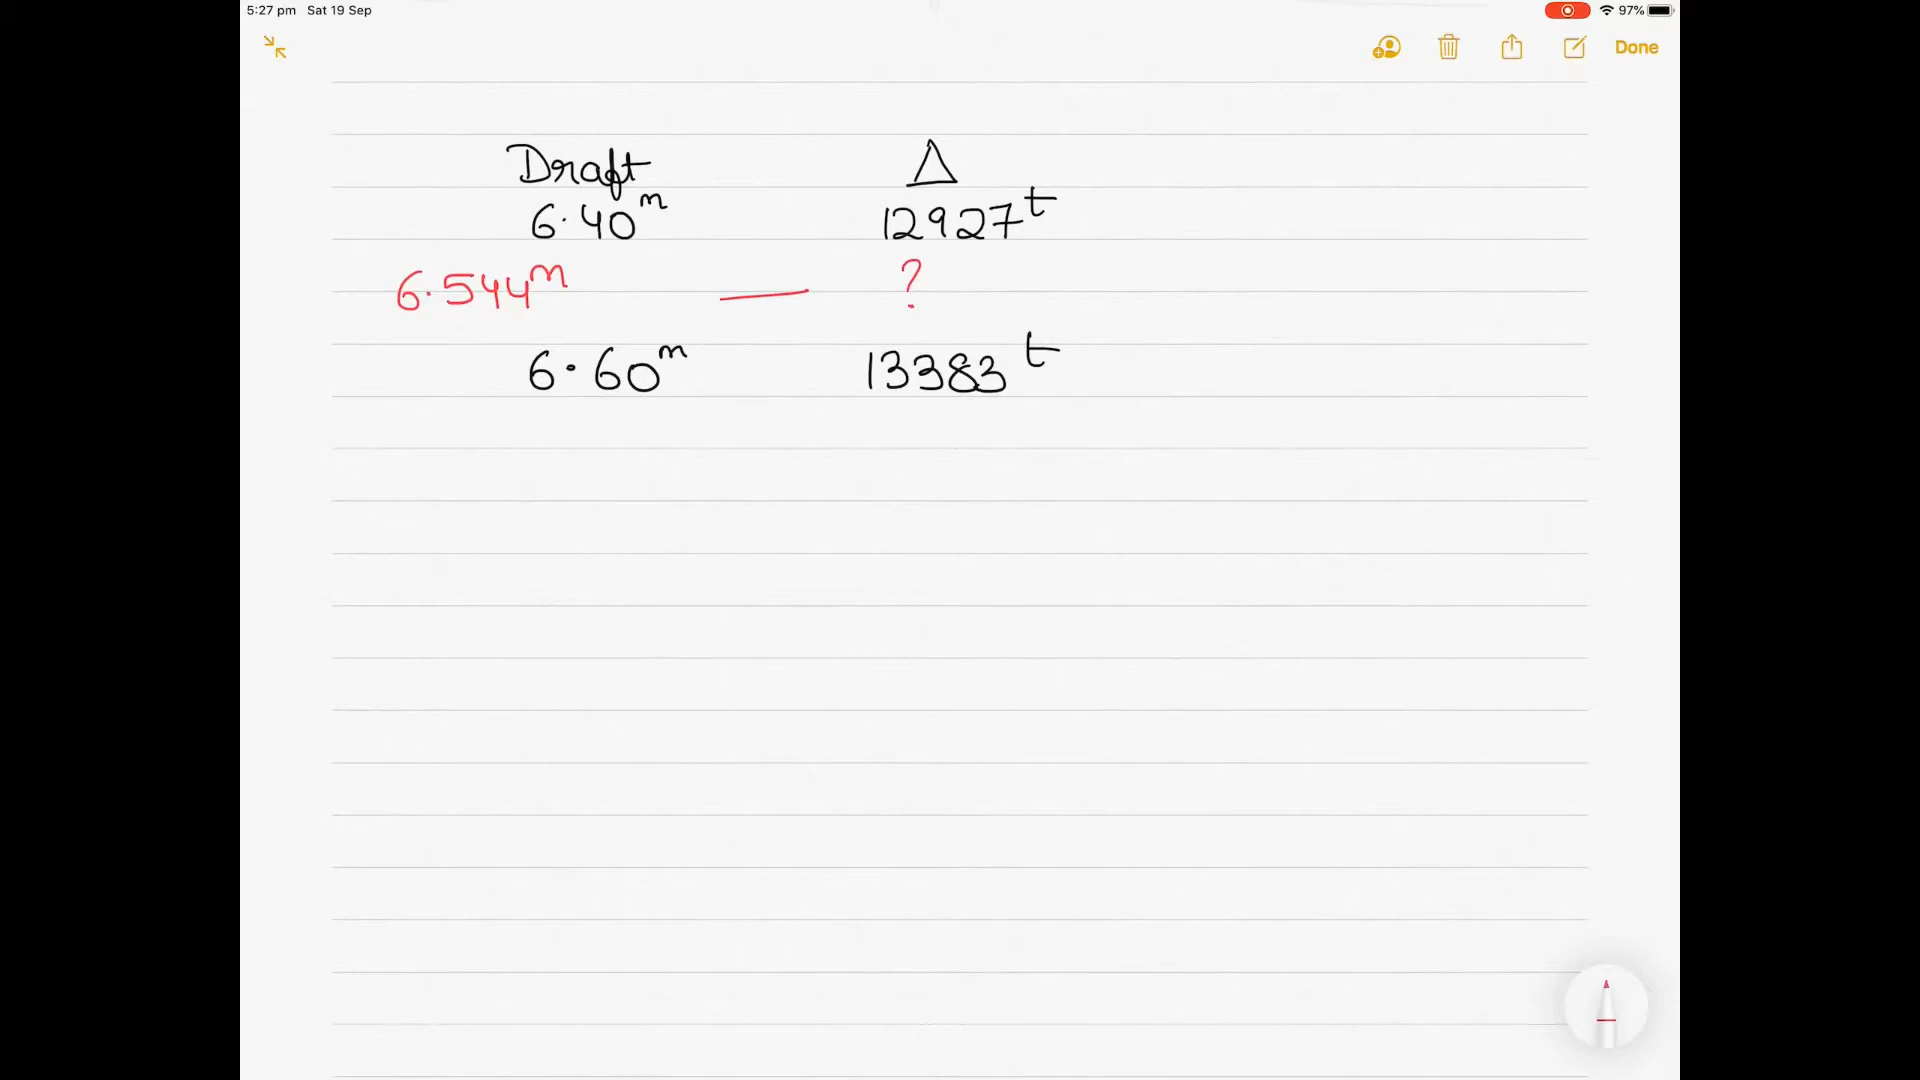 5:27 pm Sat 19 Sep 97%
Done
Draft Δ
6.40m 12927t
6.544m — ?
6.60m 13383t